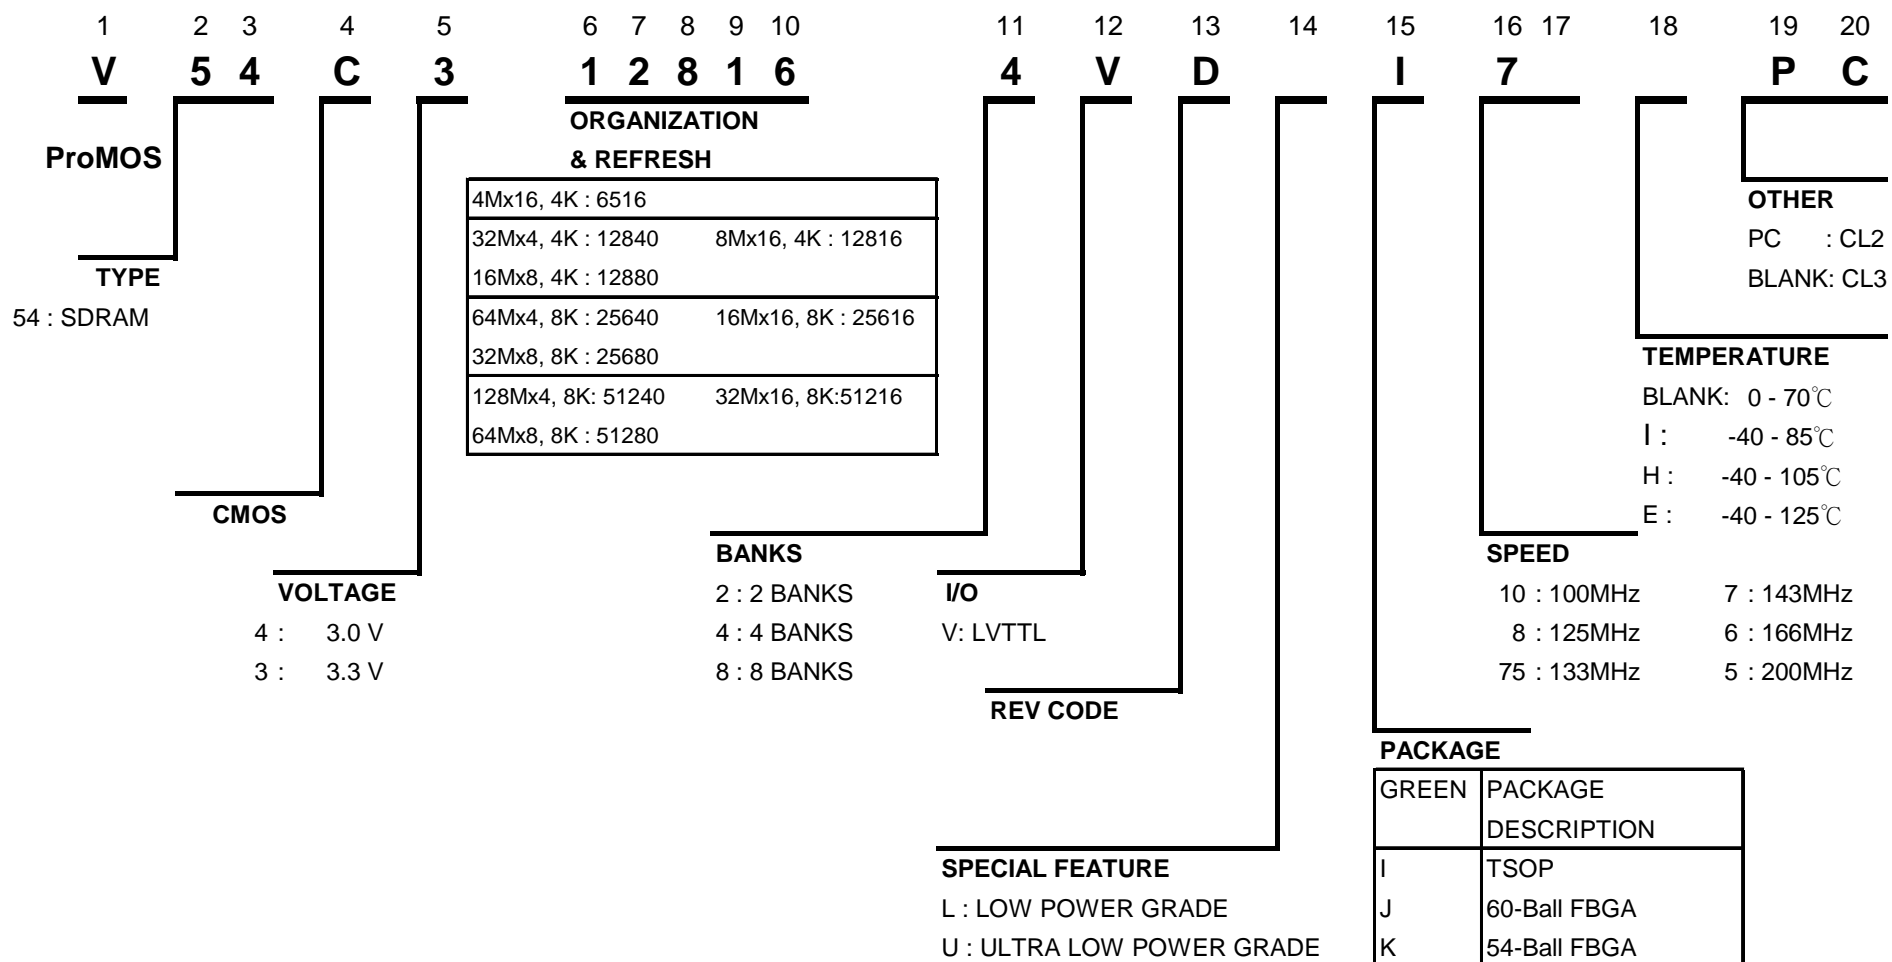 1 2 3 4 5 6 7 8 9 10 11 12 13 14 15 16 17 18 19 20
V 5 4 C 3 1 2 8 1 6 4 V D I 7 P C
ProMOS
ORGANIZATION
& REFRESH
4Mx16, 4K : 6516
32Mx4, 4K : 12840 8Mx16, 4K : 12816
16Mx8, 4K : 12880
64Mx4, 8K : 25640 16Mx16, 8K : 25616
32Mx8, 8K : 25680
128Mx4, 8K: 51240 32Mx16, 8K:51216
64Mx8, 8K : 51280
TYPE
54 : SDRAM
CMOS
VOLTAGE
4 : 3.0 V
3 : 3.3 V
BANKS
2 : 2 BANKS
4 : 4 BANKS
8 : 8 BANKS
I/O
V: LVTTL
REV CODE
SPECIAL FEATURE
L : LOW POWER GRADE
U : ULTRA LOW POWER GRADE
OTHER
PC : CL2
BLANK: CL3
TEMPERATURE
BLANK: 0 - 70℃
I : -40 - 85℃
H : -40 - 105℃
E : -40 - 125℃
SPEED
10 : 100MHz 7 : 143MHz
8 : 125MHz 6 : 166MHz
75 : 133MHz 5 : 200MHz
PACKAGE
GREEN PACKAGE
DESCRIPTION
I TSOP
J 60-Ball FBGA
K 54-Ball FBGA